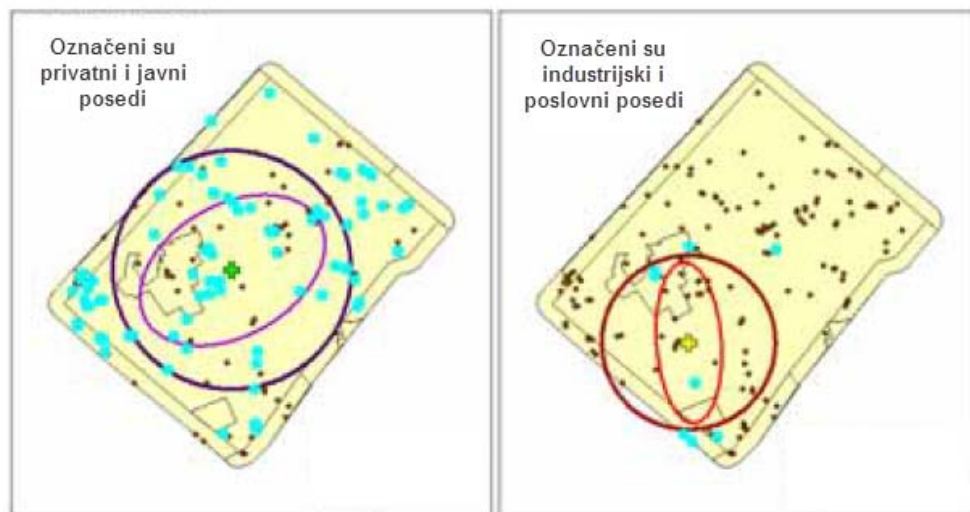 Označeni su
privatni i javni
posedi
Označeni su
industrijski i
poslovni posedi